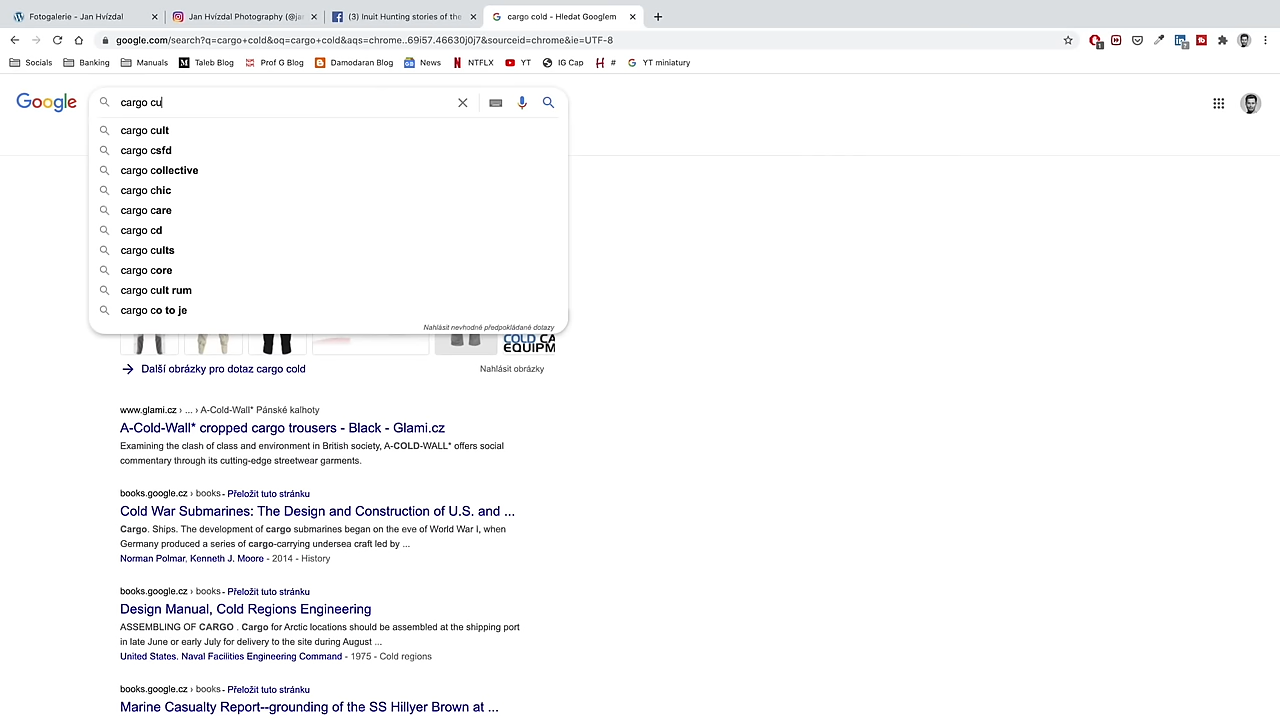 Fotogalerie - Jan Hvízdal
Jan Hvízdal Photography (@jan
(3) Inuit Hunting stories of the
cargo cold - Hledat Googlem
google.com/search?q=cargo+cold&oq=cargo+cold&aqs=chrome..69i57.46630j0j7&sourceid=chrome&ie=UTF-8
Socials
Banking
Manuals
Taleb Blog
Prof G Blog
Damodaran Blog
News
NTFLX
YT
IG Cap
#
YT miniatury
Google
cargo cu
cargo cult
cargo csfd
cargo collective
cargo chic
cargo care
cargo cd
cargo cults
cargo core
cargo cult rum
cargo co to je
Nahlásit nevhodné předpokládané dotazy
COLD CA
EQUIPM
Další obrázky pro dotaz cargo cold
Nahlásit obrázky
www.glami.cz › ... › A-Cold-Wall* Pánské kalhoty
A-Cold-Wall* cropped cargo trousers - Black - Glami.cz
Examining the clash of class and environment in British society, A-COLD-WALL* offers social
commentary through its cutting-edge streetwear garments.
books.google.cz › books - Přeložit tuto stránku
Cold War Submarines: The Design and Construction of U.S. and ...
Cargo. Ships. The development of cargo submarines began on the eve of World War I, when
Germany produced a series of cargo-carrying undersea craft led by ...
Norman Polmar, Kenneth J. Moore - 2014 - History
books.google.cz › books - Přeložit tuto stránku
Design Manual, Cold Regions Engineering
ASSEMBLING OF CARGO . Cargo for Arctic locations should be assembled at the shipping port
in late June or early July for delivery to the site during August ...
United States. Naval Facilities Engineering Command - 1975 - Cold regions
books.google.cz › books - Přeložit tuto stránku
Marine Casualty Report--grounding of the SS Hillyer Brown at ...